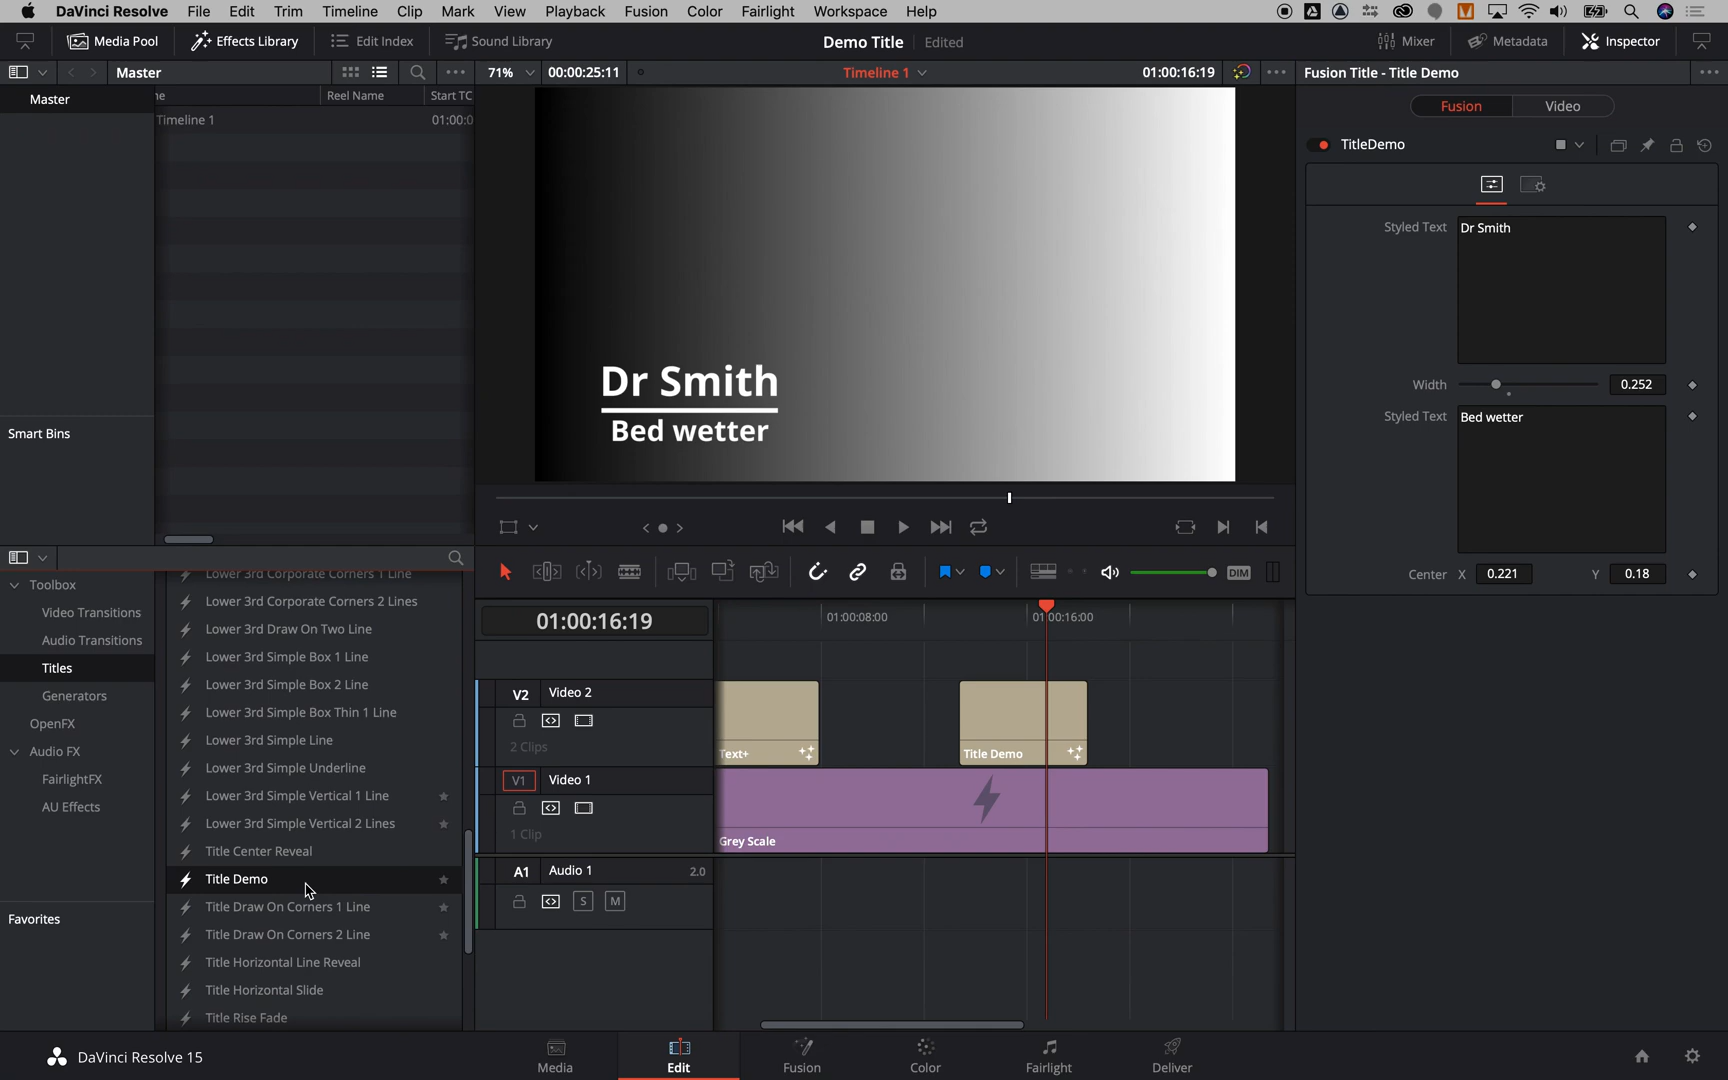 DaVinci Resolve File Edit Trim Timeline Clip Mark View Playback Fusion Color Fairlight Workspace Help
Media Pool Effects Library Edit Index Sound Library Demo Title Edited Mixer Metadata Inspector
Master 71% 00:00:25:11 Timeline 1 01:00:16:19 Fusion Title - Title Demo
Master
Reel Name Start TC
Timeline 1 01:00:0
Fusion Video
TitleDemo
Styled Text Dr Smith
Dr Smith
Bed wetter
Width 0.252
Styled Text Bed wetter
Center X 0.221 Y 0.18
Smart Bins
Toolbox
Video Transitions
Audio Transitions
Titles
Generators
OpenFX
Audio FX
FairlightFX
AU Effects
Favorites
Lower 3rd Corporate Corners 1 Line
Lower 3rd Corporate Corners 2 Lines
Lower 3rd Draw On Two Line
Lower 3rd Simple Box 1 Line
Lower 3rd Simple Box 2 Line
Lower 3rd Simple Box Thin 1 Line
Lower 3rd Simple Line
Lower 3rd Simple Underline
Lower 3rd Simple Vertical 1 Line
Lower 3rd Simple Vertical 2 Lines
Title Center Reveal
Title Demo
Title Draw On Corners 1 Line
Title Draw On Corners 2 Line
Title Horizontal Line Reveal
Title Horizontal Slide
Title Rise Fade
DIM
01:00:16:19 01:00:08:00 01:00:16:00
V2 Video 2
2 Clips
Text+ Title Demo
V1 Video 1
1 Clip
Grey Scale
A1 Audio 1 2.0
S M
DaVinci Resolve 15
Media Edit Fusion Color Fairlight Deliver